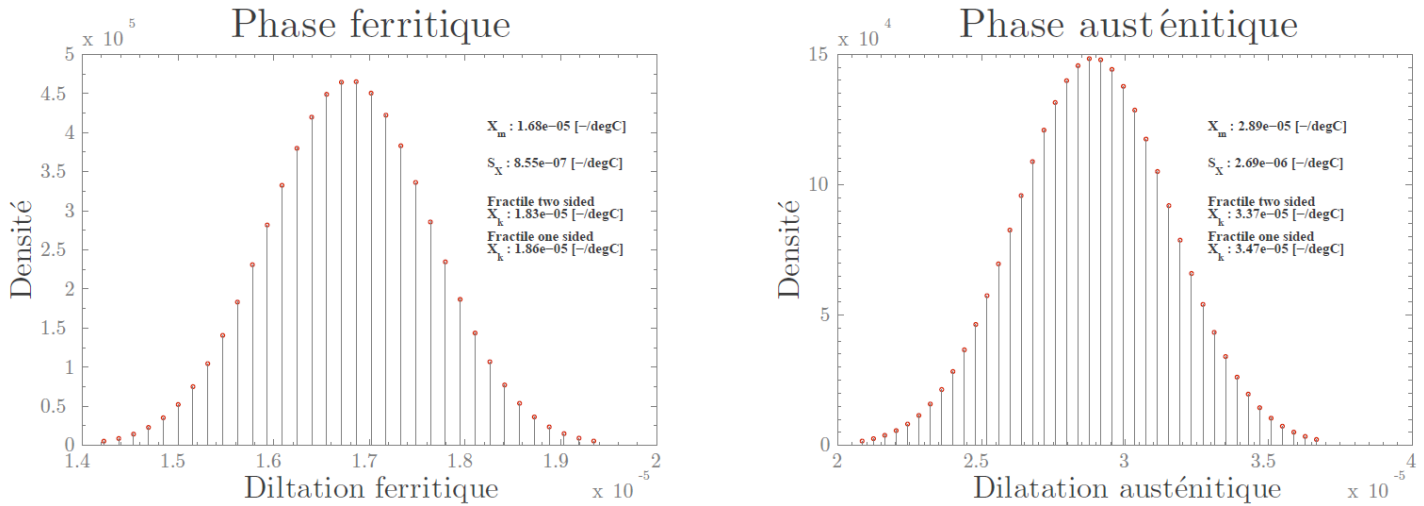 Phase ferritique
x 10^5
5
4.5
4
3.5
3
2.5
2
1.5
1
0.5
0
Densité
X_m : 1.68e−05 [−/degC]
S_X : 8.55e−07 [−/degC]
Fractile two sided
X_k : 1.83e−05 [−/degC]
Fractile one sided
X_k : 1.86e−05 [−/degC]
1.4 1.5 1.6 1.7 1.8 1.9 2
Diltation ferritique
x 10^-5
Phase austénitique
x 10^4
15
10
5
0
Densité
X_m : 2.89e−05 [−/degC]
S_X : 2.69e−06 [−/degC]
Fractile two sided
X_k : 3.37e−05 [−/degC]
Fractile one sided
X_k : 3.47e−05 [−/degC]
2 2.5 3 3.5 4
Dilatation austénitique
x 10^-5